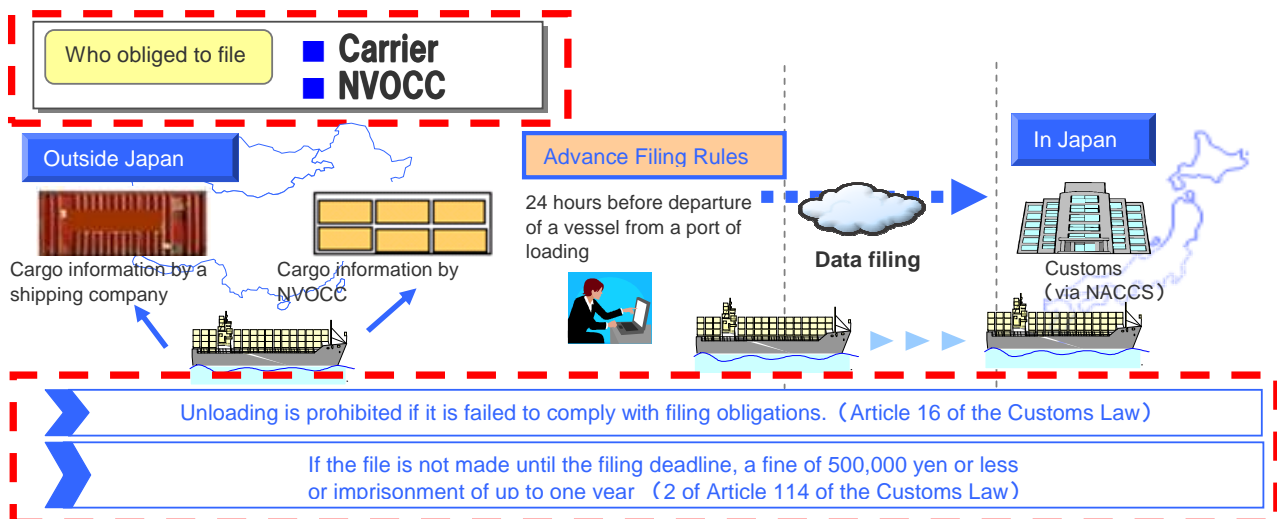 Who obliged to file
■ Carrier
■ NVOCC
Outside Japan
Cargo information by a
shipping company
Cargo information by
NVOCC
Advance Filing Rules
24 hours before departure
of a vessel from a port of
loading
Data filing
In Japan
Customs
（via NACCS）
Unloading is prohibited if it is failed to comply with filing obligations.（Article 16 of the Customs Law）
If the file is not made until the filing deadline, a fine of 500,000 yen or less
or imprisonment of up to one year （2 of Article 114 of the Customs Law）